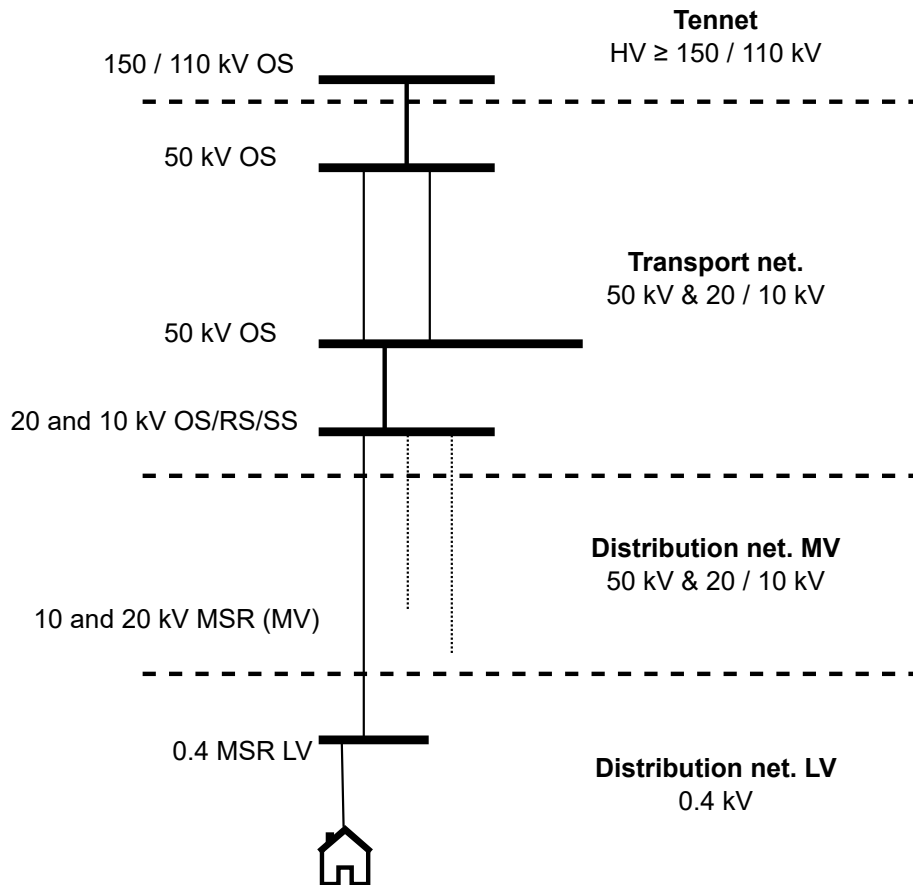 Tennet
HV ≥ 150 / 110 kV
150 / 110 kV OS
50 kV OS
Transport net.
50 kV & 20 / 10 kV
50 kV OS
20 and 10 kV OS/RS/SS
Distribution net. MV
50 kV & 20 / 10 kV
10 and 20 kV MSR (MV)
0.4 MSR LV
Distribution net. LV
0.4 kV